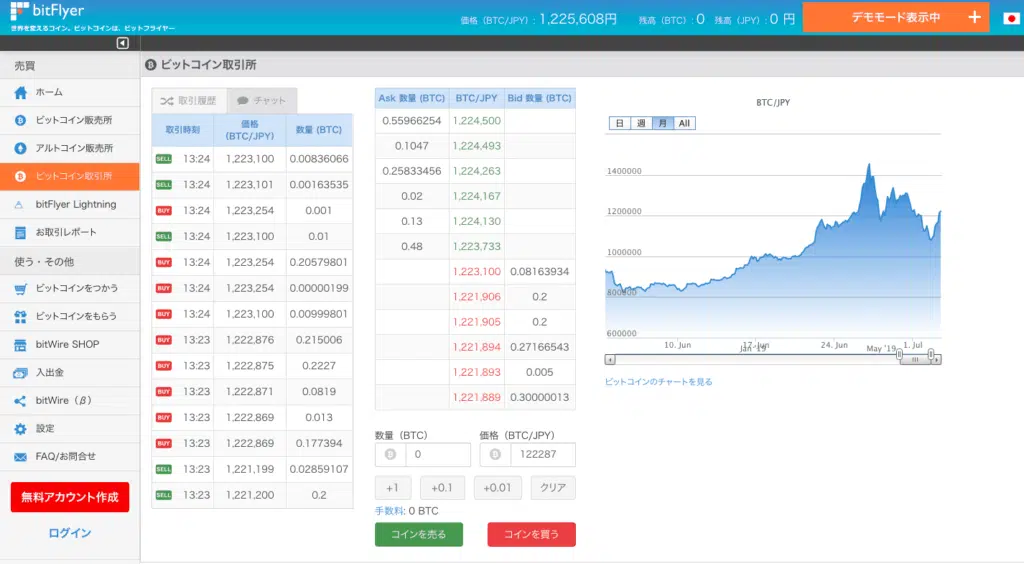 bitFlyer
世界を変えるコイン。ビットコインは、ビットフライヤー
価格（BTC/JPY）: 1,225,608円 残高（BTC）: 0 残高（JPY）: 0 円
デモモード表示中 +
売買
ホーム
ビットコイン販売所
アルトコイン販売所
ビットコイン取引所
bitFlyer Lightning
お取引レポート
使う・その他
ビットコインをつかう
ビットコインをもらう
bitWire SHOP
入出金
bitWire（β）
設定
FAQ/お問合せ
無料アカウント作成
ログイン
ビットコイン取引所
取引履歴 チャット
取引時刻 価格 (BTC/JPY) 数量 (BTC)
SELL 13:24 1,223,100 0.00836066
SELL 13:24 1,223,101 0.00163535
BUY 13:24 1,223,254 0.001
SELL 13:24 1,223,100 0.01
BUY 13:24 1,223,254 0.20579801
BUY 13:24 1,223,254 0.00000199
BUY 13:24 1,223,100 0.00999801
BUY 13:23 1,222,876 0.215006
BUY 13:23 1,222,875 0.2227
BUY 13:23 1,222,871 0.0819
BUY 13:23 1,222,869 0.013
BUY 13:23 1,222,869 0.177394
SELL 13:23 1,221,199 0.02859107
SELL 13:23 1,221,200 0.2
Ask 数量 (BTC) BTC/JPY Bid 数量 (BTC)
0.55966254 1,224,500
0.1047 1,224,493
0.25833456 1,224,263
0.02 1,224,167
0.13 1,224,130
0.48 1,223,733
1,223,100 0.08163934
1,221,906 0.2
1,221,905 0.2
1,221,894 0.27166543
1,221,893 0.005
1,221,889 0.30000013
数量（BTC） 価格（BTC/JPY）
0 122287
+1 +0.1 +0.01 クリア
手数料: 0 BTC
コインを売る コインを買う
BTC/JPY
日 週 月 All
1400000
1200000
1000000
800000
600000
10. Jun 17. Jun 24. Jun 1. Jul
Jan '19 May '19
ビットコインのチャートを見る